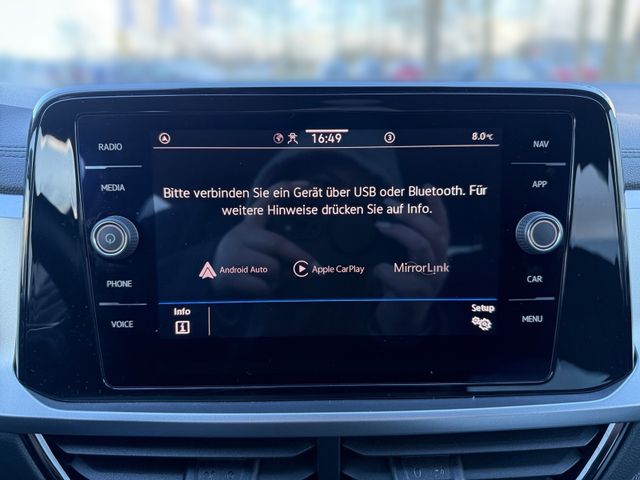 RADIO
MEDIA
PHONE
VOICE
16:49
3
8.0°C
Bitte verbinden Sie ein Gerät über USB oder Bluetooth. Für
weitere Hinweise drücken Sie auf Info.
Android Auto
Apple CarPlay
MirrorLink
Info
Setup
NAV
APP
CAR
MENU